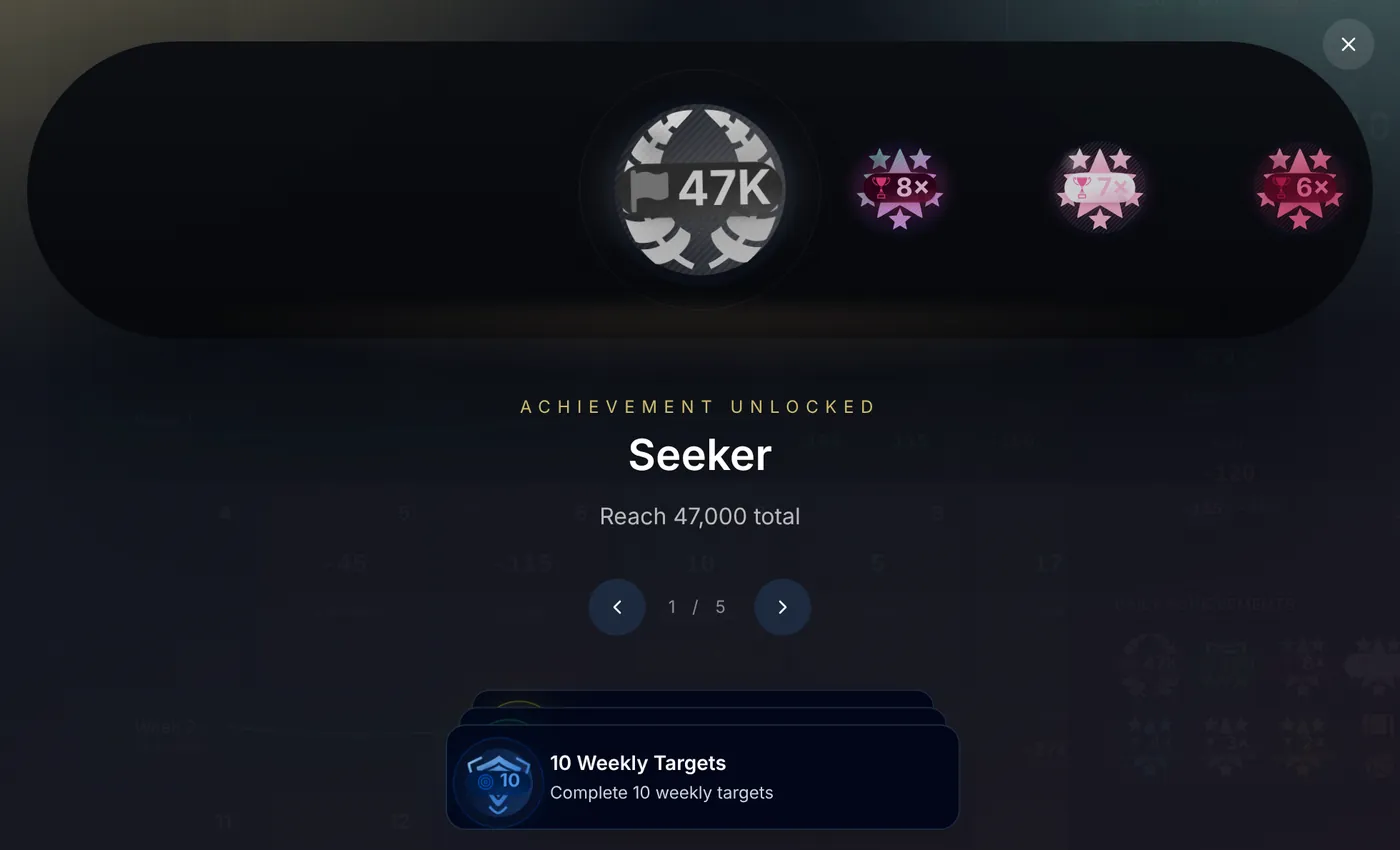 47K
8×
7×
6×
ACHIEVEMENT UNLOCKED
Seeker
Reach 47,000 total
1 / 5
10 Weekly Targets
10
Complete 10 weekly targets